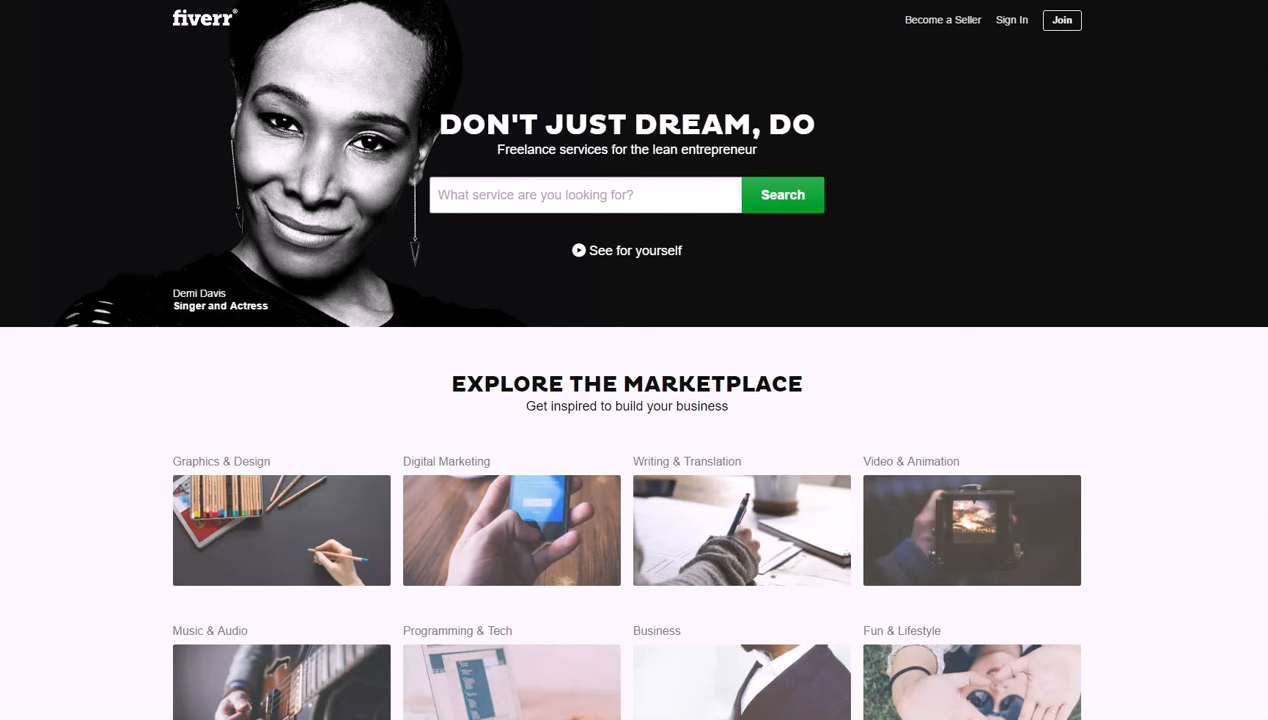 fiverr®
Become a Seller
Sign In
Join
DON'T JUST DREAM, DO
Freelance services for the lean entrepreneur
What service are you looking for?
Search
See for yourself
Demi Davis
Singer and Actress
EXPLORE THE MARKETPLACE
Get inspired to build your business
Graphics & Design
Digital Marketing
Writing & Translation
Video & Animation
Music & Audio
Programming & Tech
Business
Fun & Lifestyle